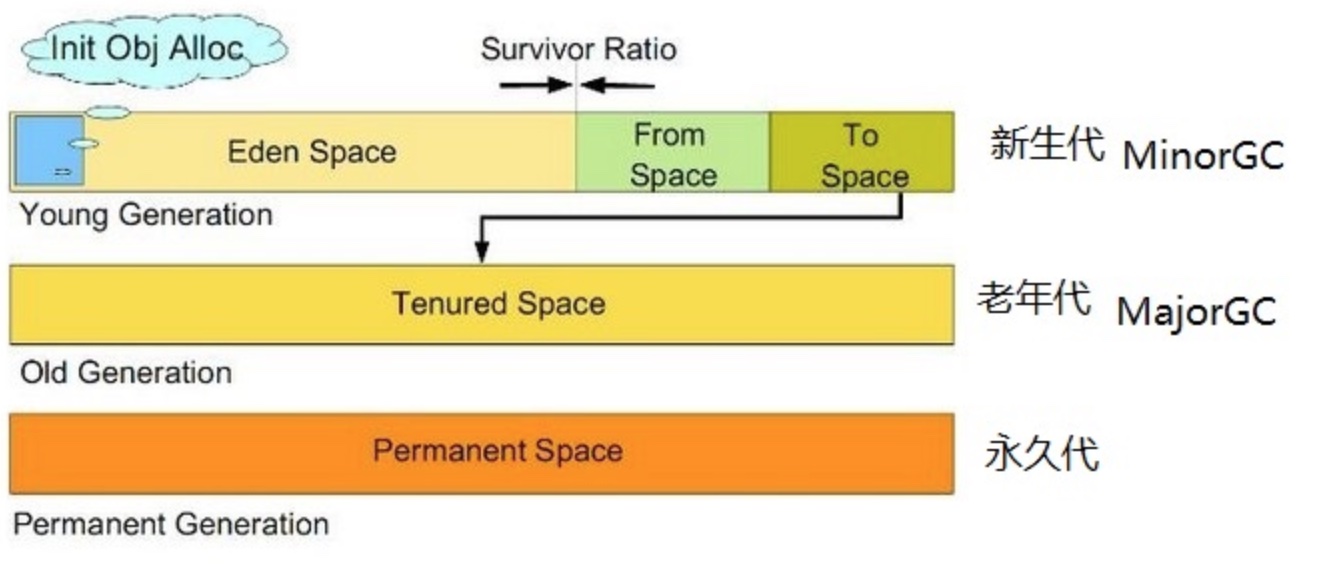 Init Obj Alloc
Survivor Ratio
Eden Space
From
Space
To
Space
新生代 MinorGC
Young Generation
Tenured Space
老年代 MajorGC
Old Generation
Permanent Space
永久代
Permanent Generation